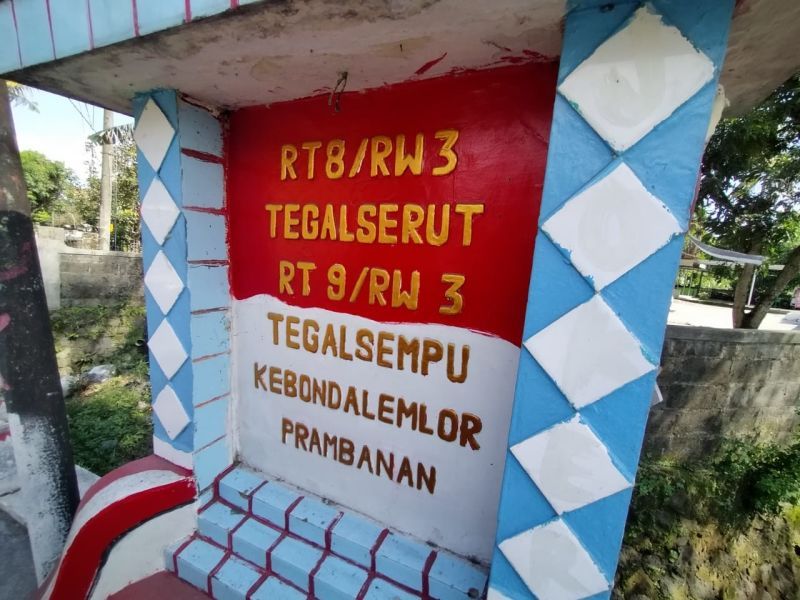 RT8/RW3
TEGALSERUT
RT 9/RW 3
TEGALSEMPU
KEBONDALEMLOR
PRAMBANAN